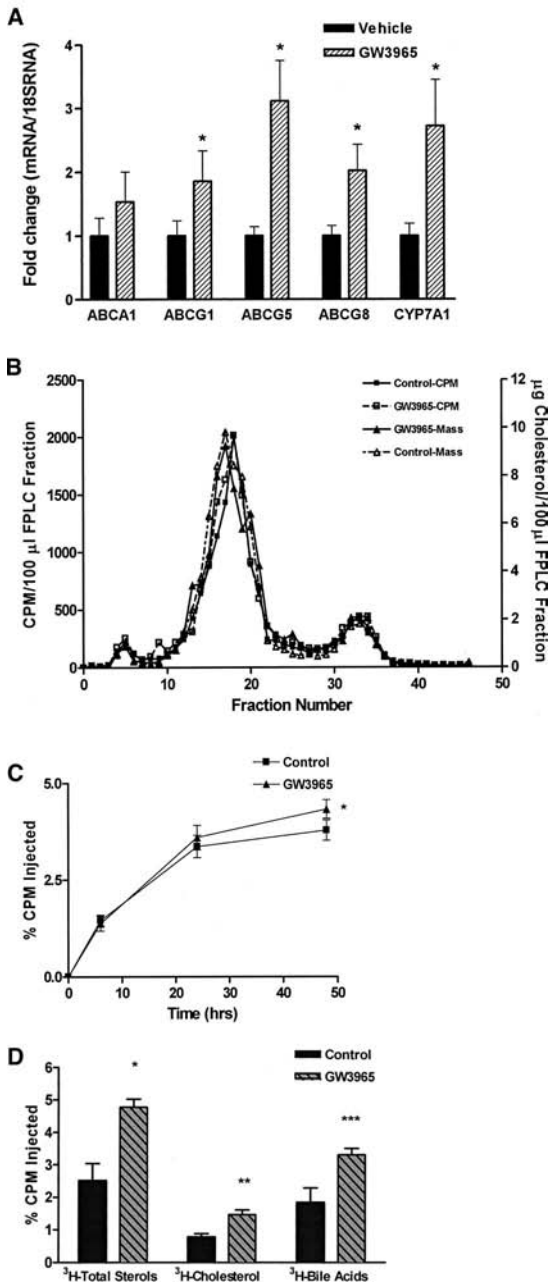 A
Vehicle
GW3965
Fold change (mRNA/18SRNA)
4
3
2
1
0
*
*
*
*
ABCA1 ABCG1 ABCG5 ABCG8 CYP7A1
B
CPM/100 µl FPLC Fraction
2500
2000
1500
1000
500
0
Control-CPM
GW3965-CPM
GW3965-Mass
Control-Mass
12
10
8
6
4
2
0
µg Cholesterol/100µl FPLC Fraction
0 10 20 30 40 50
Fraction Number
C
Control
GW3965
% CPM Injected
5.0
2.5
0.0
*
0 10 20 30 40 50
Time (hrs)
D
Control
GW3965
% CPM Injected
6
5
4
3
2
1
0
*
**
***
³H-Total Sterols ³H-Cholesterol ³H-Bile Acids